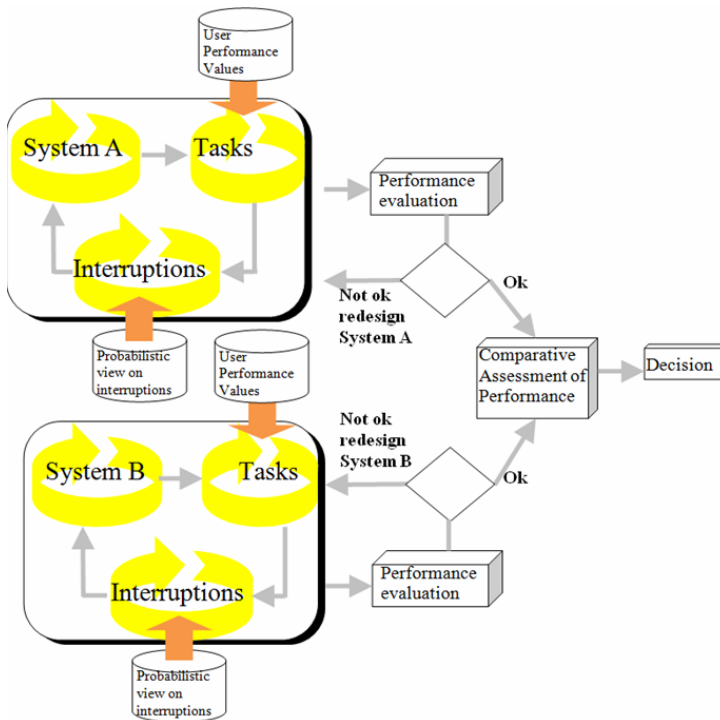 User
Performance
Values
System A
Tasks
Interruptions
Performance
evaluation
Not ok
redesign
System A
Ok
Probabilistic
view on
interruptions
User
Performance
Values
Comparative
Assessment of
Performance
Decision
Not ok
redesign
System B
Ok
System B
Tasks
Interruptions
Performance
evaluation
Probabilistic
view on
interruptions